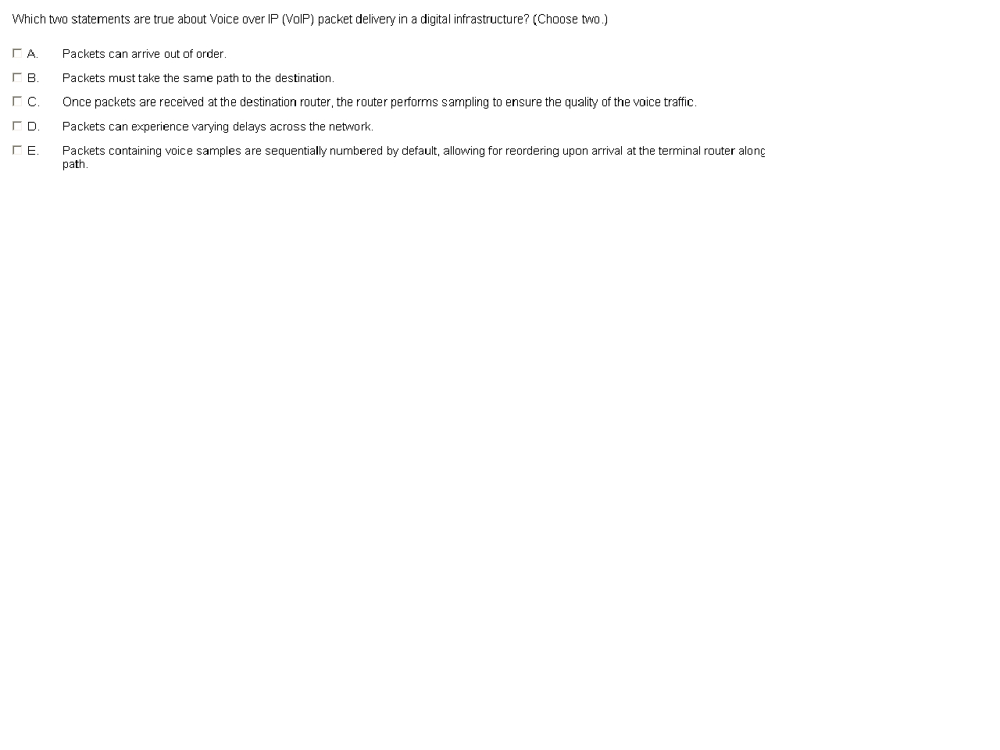 Which two statements are true about Voice over IP (VoIP) packet delivery in a digital infrastructure? (Choose two.)
A. Packets can arrive out of order.
B. Packets must take the same path to the destination.
C. Once packets are received at the destination router, the router performs sampling to ensure the quality of the voice traffic.
D. Packets can experience varying delays across the network.
E. Packets containing voice samples are sequentially numbered by default, allowing for reordering upon arrival at the terminal router along
path.